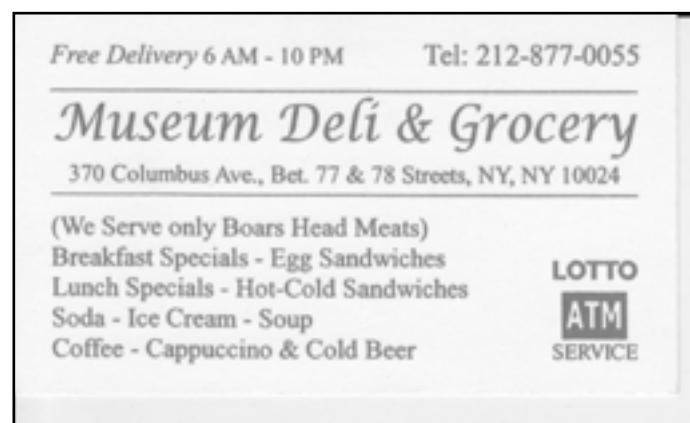 Free Delivery 6 AM - 10 PM Tel: 212-877-0055
Museum Deli & Grocery
370 Columbus Ave., Bet. 77 & 78 Streets, NY, NY 10024
(We Serve only Boars Head Meats)
Breakfast Specials - Egg Sandwiches
Lunch Specials - Hot-Cold Sandwiches
Soda - Ice Cream - Soup
Coffee - Cappuccino & Cold Beer
LOTTO
ATM
SERVICE